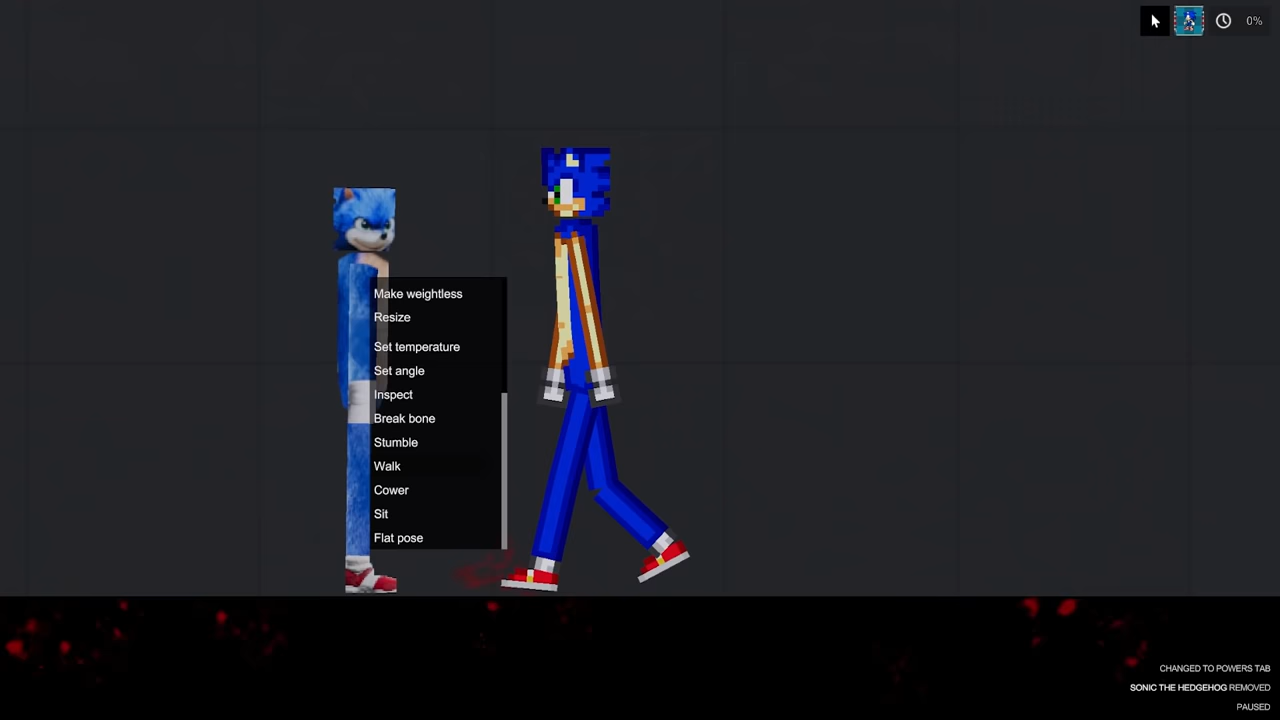 0%
Make weightless
Resize
Set temperature
Set angle
Inspect
Break bone
Stumble
Walk
Cower
Sit
Flat pose
CHANGED TO POWERS TAB
SONIC THE HEDGEHOG REMOVED
PAUSED